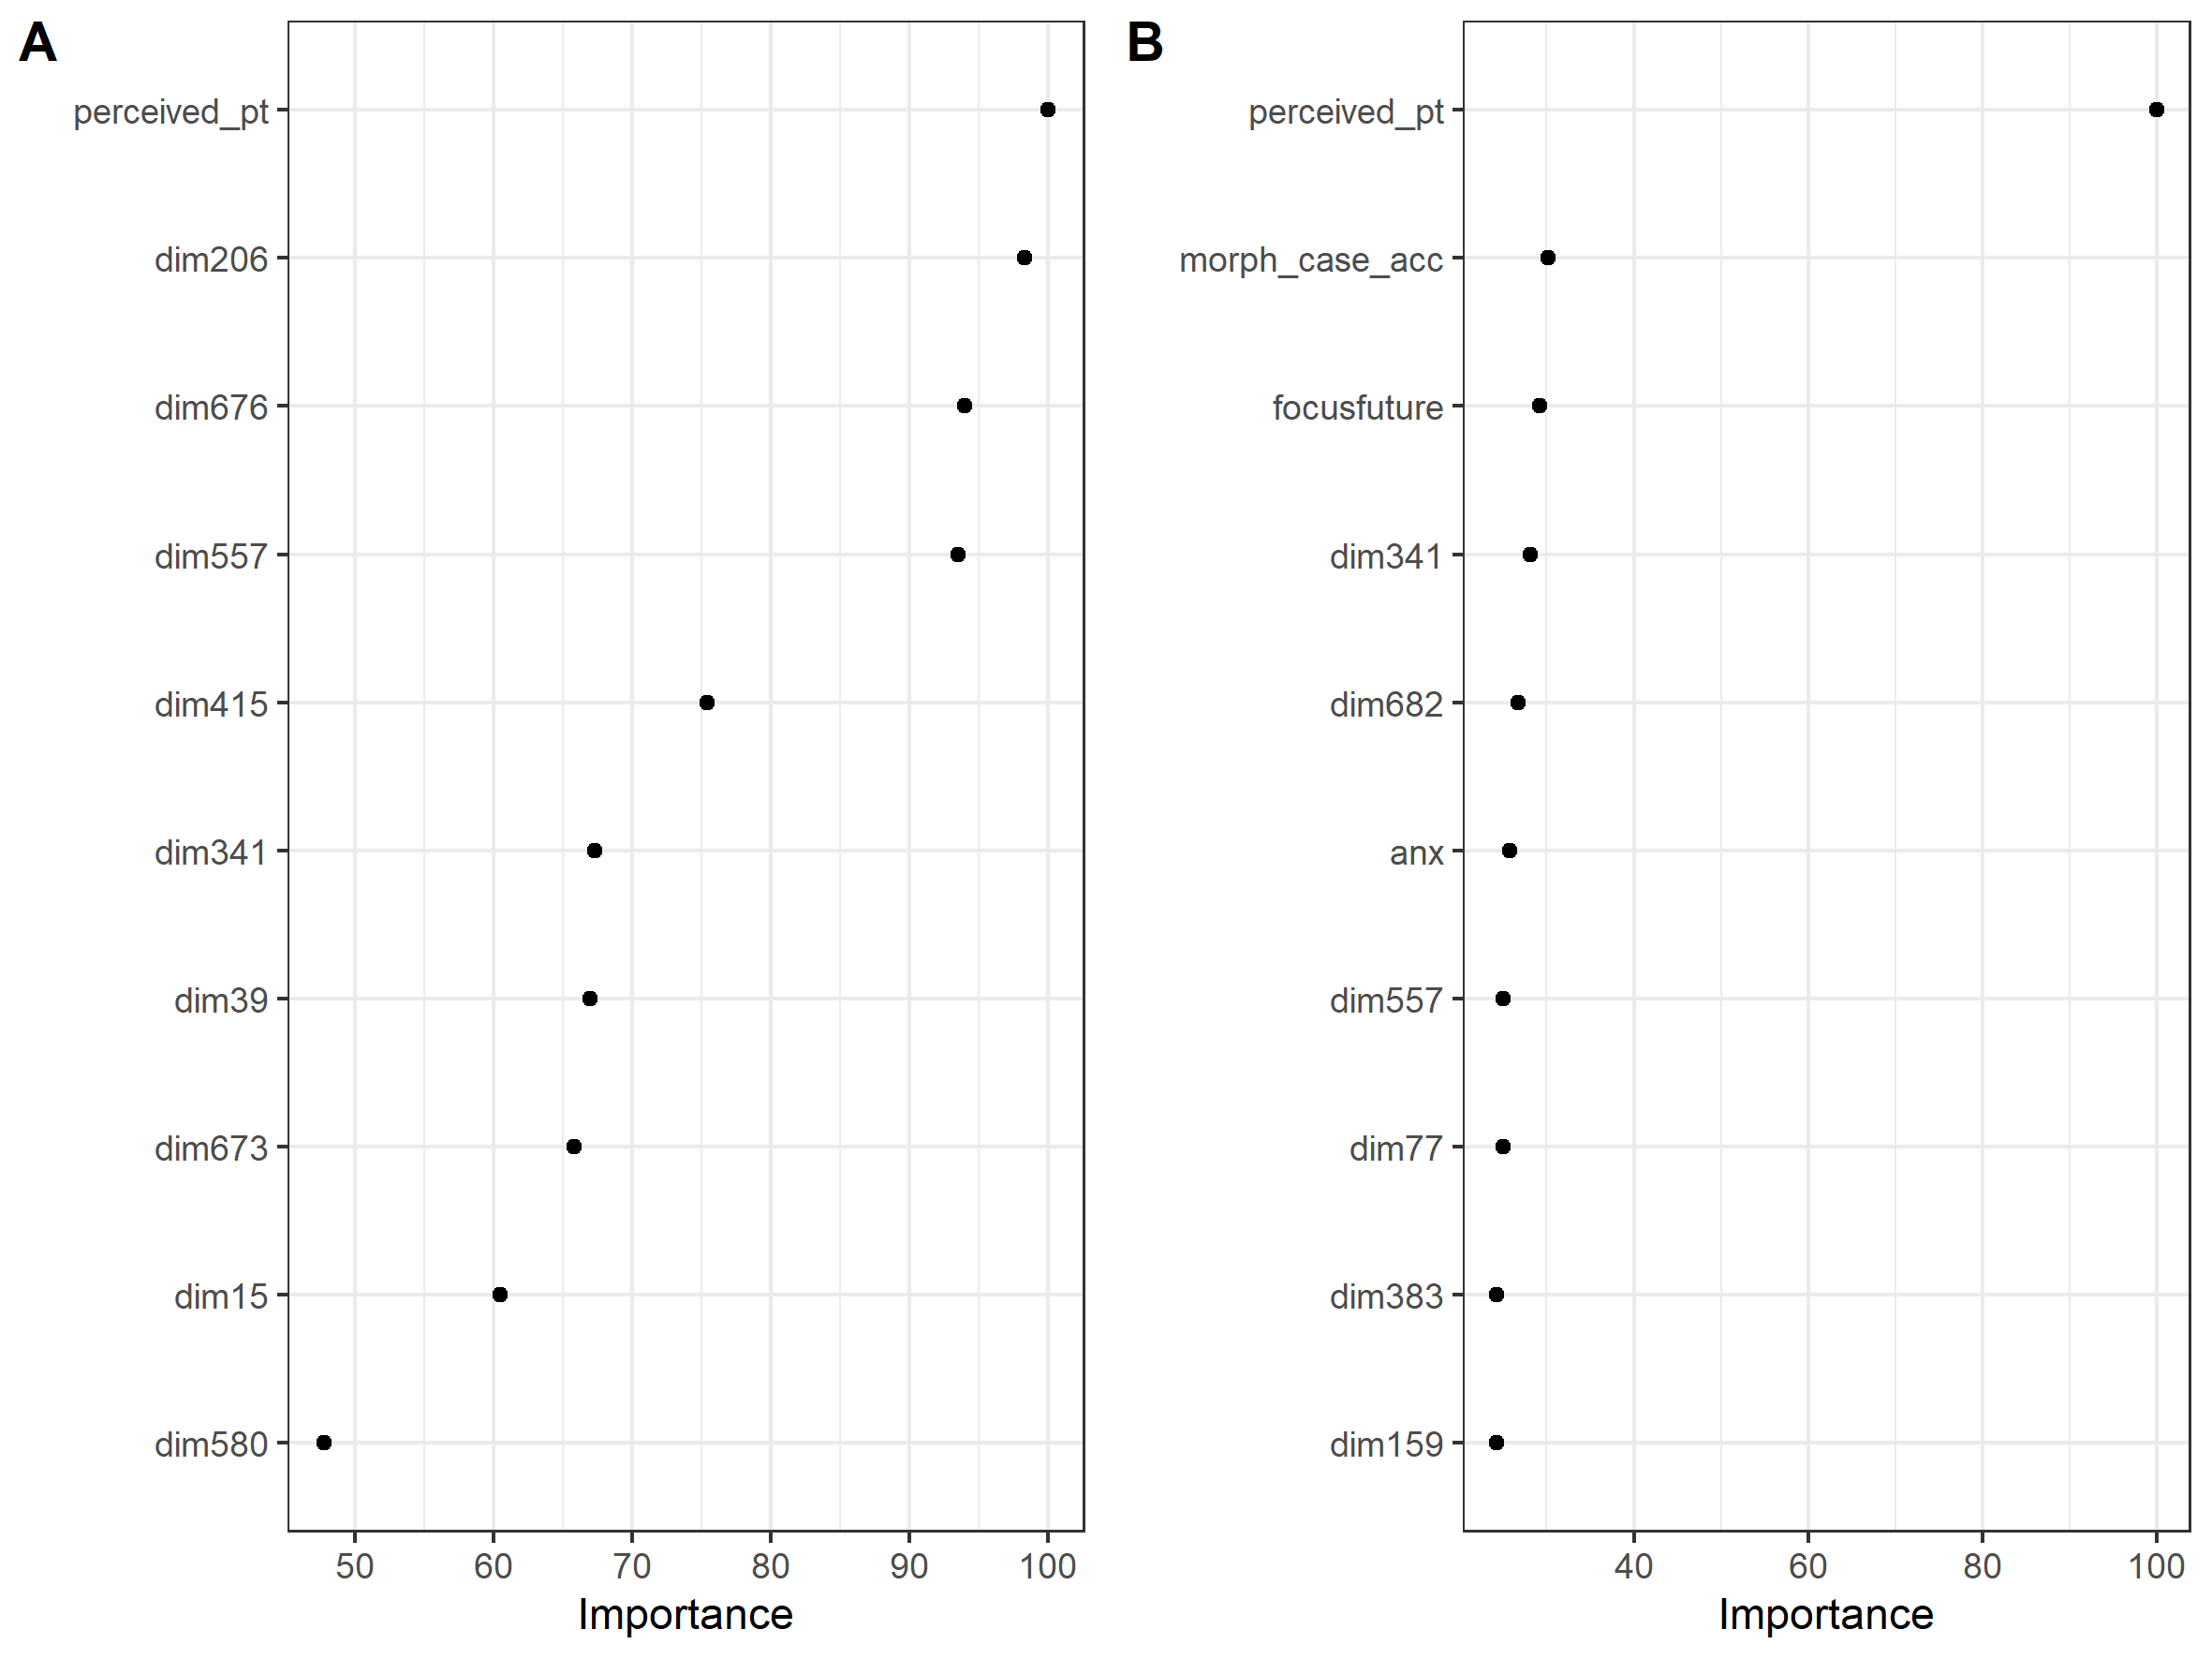 A
perceived_pt
dim206
dim676
dim557
dim415
dim341
dim39
dim673
dim15
dim580
50 60 70 80 90 100
Importance
B
perceived_pt
morph_case_acc
focusfuture
dim341
dim682
anx
dim557
dim77
dim383
dim159
40 60 80 100
Importance